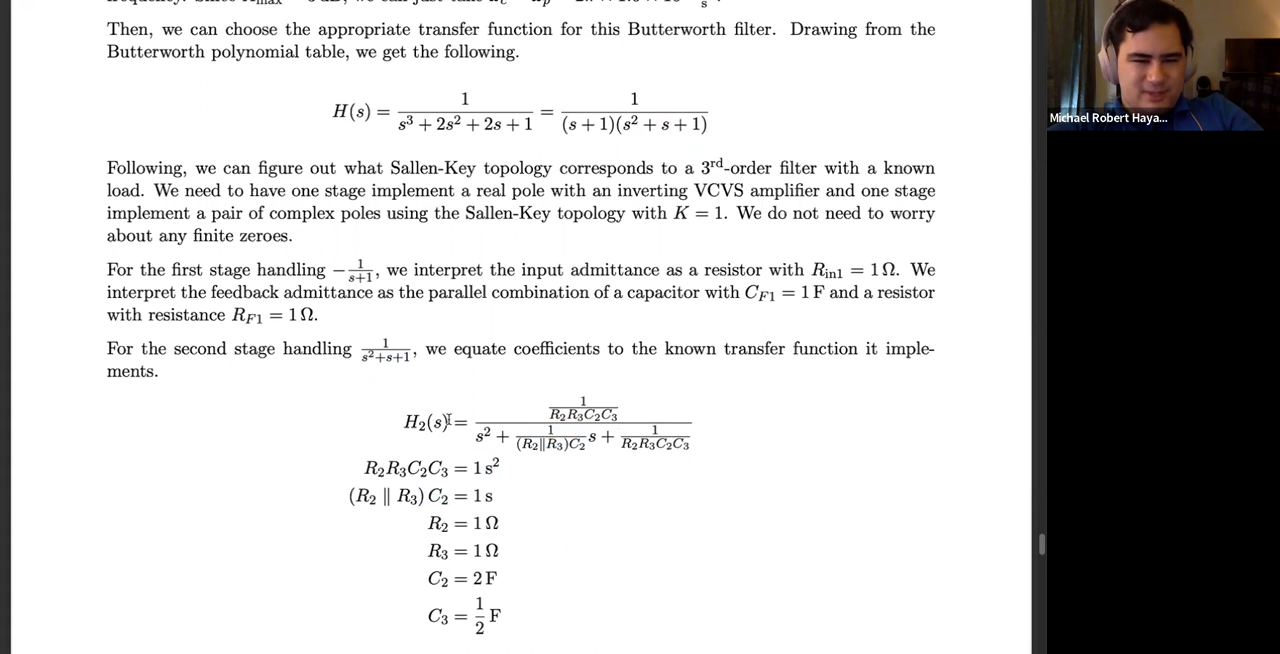 Then, we can choose the appropriate transfer function for this Butterworth filter. Drawing from the
Butterworth polynomial table, we get the following.
H(s) = 1/(s³ + 2s² + 2s + 1) = 1/((s + 1)(s² + s + 1))
Following, we can figure out what Sallen-Key topology corresponds to a 3rd-order filter with a known
load. We need to have one stage implement a real pole with an inverting VCVS amplifier and one stage
implement a pair of complex poles using the Sallen-Key topology with K = 1. We do not need to worry
about any finite zeroes.
For the first stage handling −1/(s+1), we interpret the input admittance as a resistor with R_in1 = 1Ω. We
interpret the feedback admittance as the parallel combination of a capacitor with C_F1 = 1 F and a resistor
with resistance R_F1 = 1Ω.
For the second stage handling 1/(s²+s+1), we equate coefficients to the known transfer function it imple-
ments.
H₂(s) = (1/(R₂R₃C₂C₃))/(s² + 1/((R₂∥R₃)C₂) s + 1/(R₂R₃C₂C₃))
R₂R₃C₂C₃ = 1 s²
(R₂ ∥ R₃) C₂ = 1 s
R₂ = 1Ω
R₃ = 1Ω
C₂ = 2 F
C₃ = 1/2 F
Michael Robert Haya...